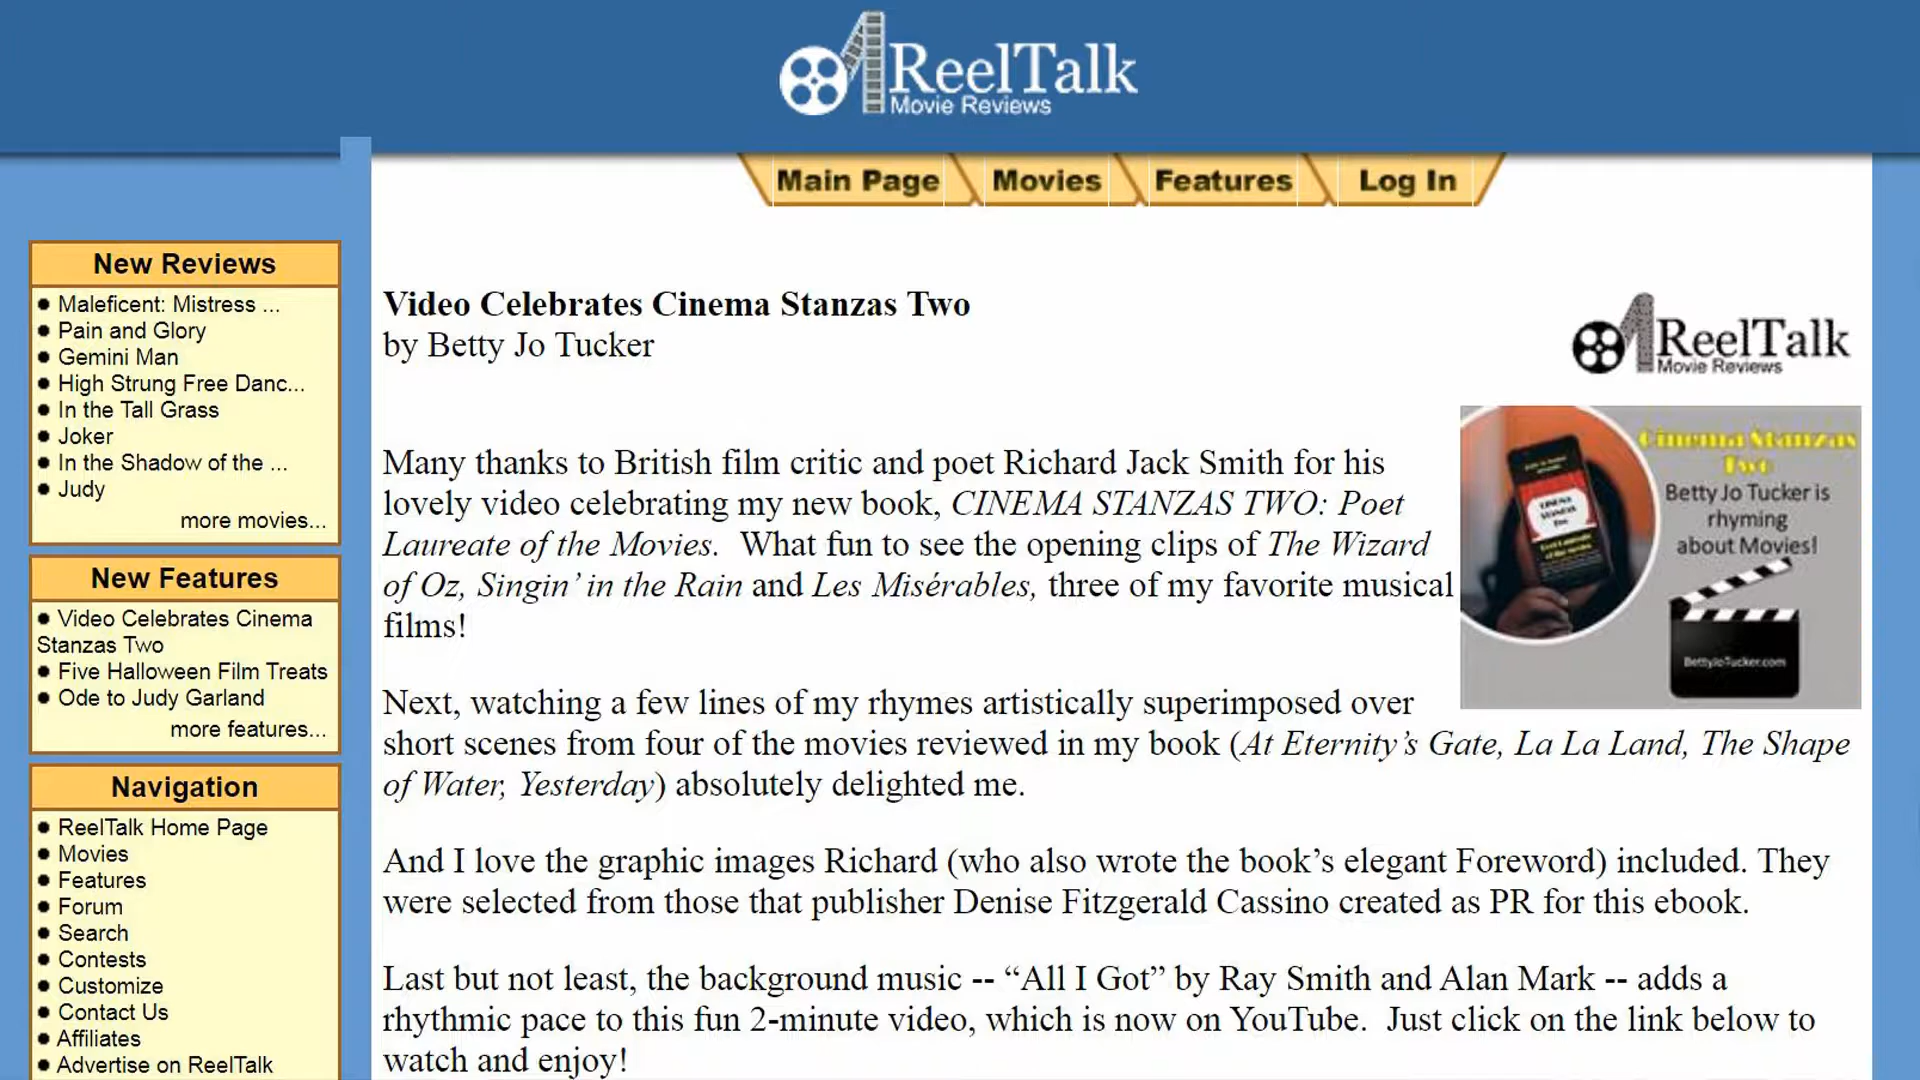 ReelTalk
Movie Reviews
Main Page
Movies
Features
Log In
New Reviews
● Maleficent: Mistress ...
● Pain and Glory
● Gemini Man
● High Strung Free Danc...
● In the Tall Grass
● Joker
● In the Shadow of the ...
● Judy
more movies...
New Features
● Video Celebrates Cinema
Stanzas Two
● Five Halloween Film Treats
● Ode to Judy Garland
more features...
Navigation
● ReelTalk Home Page
● Movies
● Features
● Forum
● Search
● Contests
● Customize
● Contact Us
● Affiliates
● Advertise on ReelTalk
Video Celebrates Cinema Stanzas Two
by Betty Jo Tucker
ReelTalk
Movie Reviews
Many thanks to British film critic and poet Richard Jack Smith for his
lovely video celebrating my new book, CINEMA STANZAS TWO: Poet
Laureate of the Movies.  What fun to see the opening clips of The Wizard
of Oz, Singin’ in the Rain and Les Misérables, three of my favorite musical
films!
Cinema Stanzas
Two
Betty Jo Tucker is
rhyming
about Movies!
CINEMA
STANZAS
Two
BettyJoTucker.com
Next, watching a few lines of my rhymes artistically superimposed over
short scenes from four of the movies reviewed in my book (At Eternity’s Gate, La La Land, The Shape
of Water, Yesterday) absolutely delighted me.
And I love the graphic images Richard (who also wrote the book’s elegant Foreword) included. They
were selected from those that publisher Denise Fitzgerald Cassino created as PR for this ebook.
Last but not least, the background music -- “All I Got” by Ray Smith and Alan Mark -- adds a
rhythmic pace to this fun 2-minute video, which is now on YouTube.  Just click on the link below to
watch and enjoy!